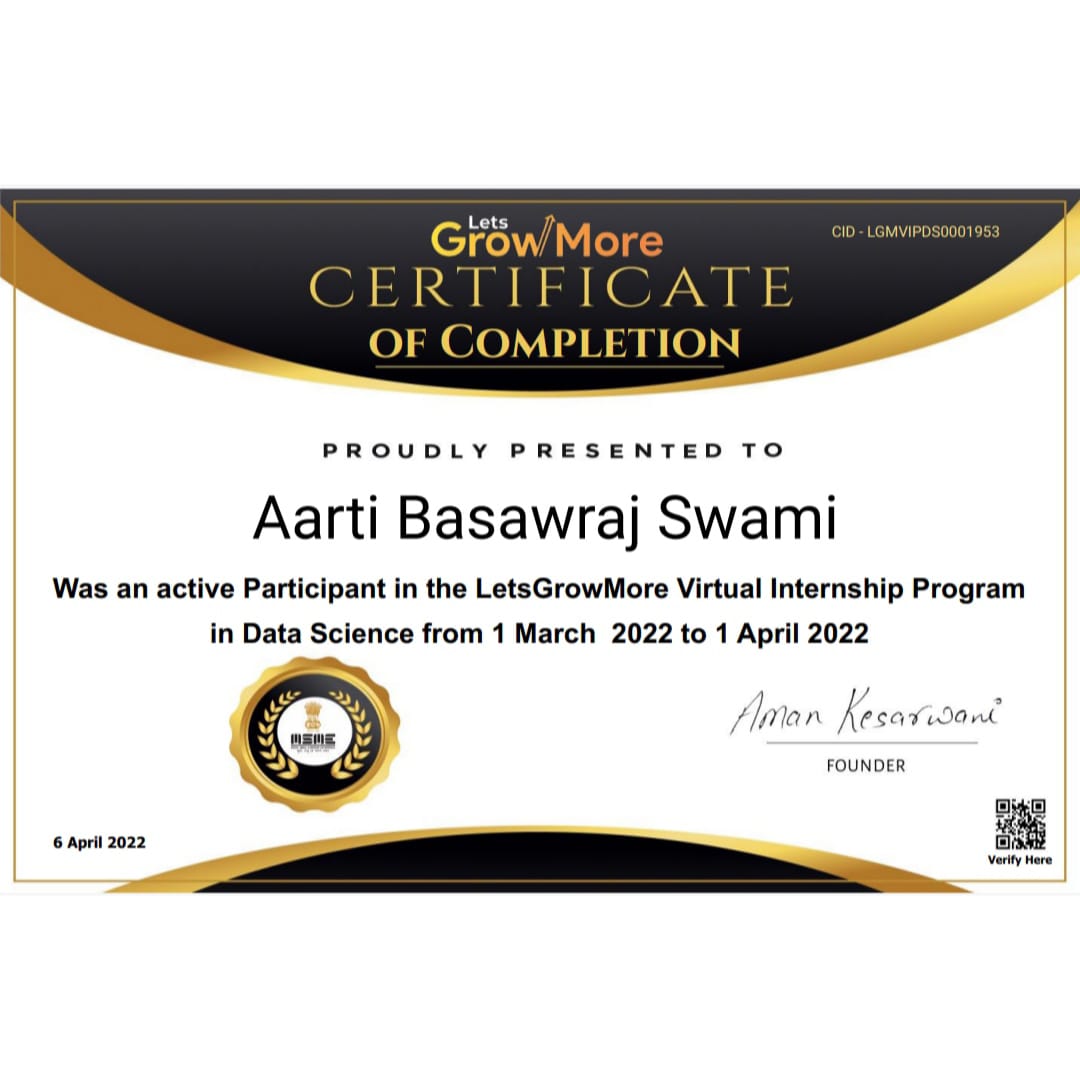 Lets
GrowMore
CID - LGMVIPDS0001953
CERTIFICATE
OF COMPLETION
PROUDLY PRESENTED TO
Aarti Basawraj Swami
Was an active Participant in the LetsGrowMore Virtual Internship Program
in Data Science from 1 March 2022 to 1 April 2022
MSME
Aman Kesarwani
FOUNDER
6 April 2022
Verify Here